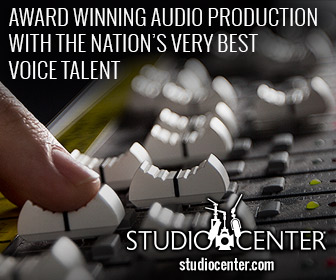 AWARD WINNING AUDIO PRODUCTION
WITH THE NATION'S VERY BEST
VOICE TALENT
STUDIO CENTER
studiocenter.com